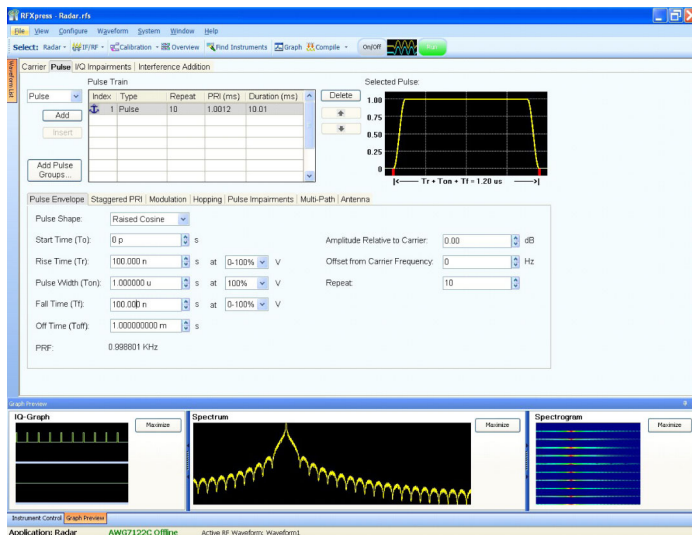 RFXpress - Radar.rfs
File View Configure Waveform System Window Help
Select: Radar IF/RF Calibration Overview Find Instruments Graph Compile On/Off Run
Waveform List
Carrier Pulse I/Q Impairments Interference Addition
Pulse Train
Selected Pulse:
Pulse
Index Type Repeat PRI (ms) Duration (ms)
1 Pulse 10 1.0012 10.01
Delete
Add
Insert
Add Pulse
Groups...
1.00
0.75
0.50
0.25
0
Tr + Ton + Tf = 1.20 us
Pulse Envelope Staggered PRI Modulation Hopping Pulse Impairments Multi-Path Antenna
Pulse Shape: Raised Cosine
Start Time (To): 0 p s Amplitude Relative to Carrier: 0.00 dB
Rise Time (Tr): 100.000 n s at 0-100% V Offset from Carrier Frequency: 0 Hz
Pulse Width (Ton): 1.000000 u s at 100% V Repeat: 10
Fall Time (Tf): 100.000 n s at 0-100% V
Off Time (Toff): 1.000000000 m s
PRF: 0.998801 KHz
Graph Preview
IQ-Graph Maximize Spectrum Maximize Spectrogram Maximize
Instrument Control Graph Preview
Application: Radar AWG7122C Offline Active RF Waveform: Waveform1